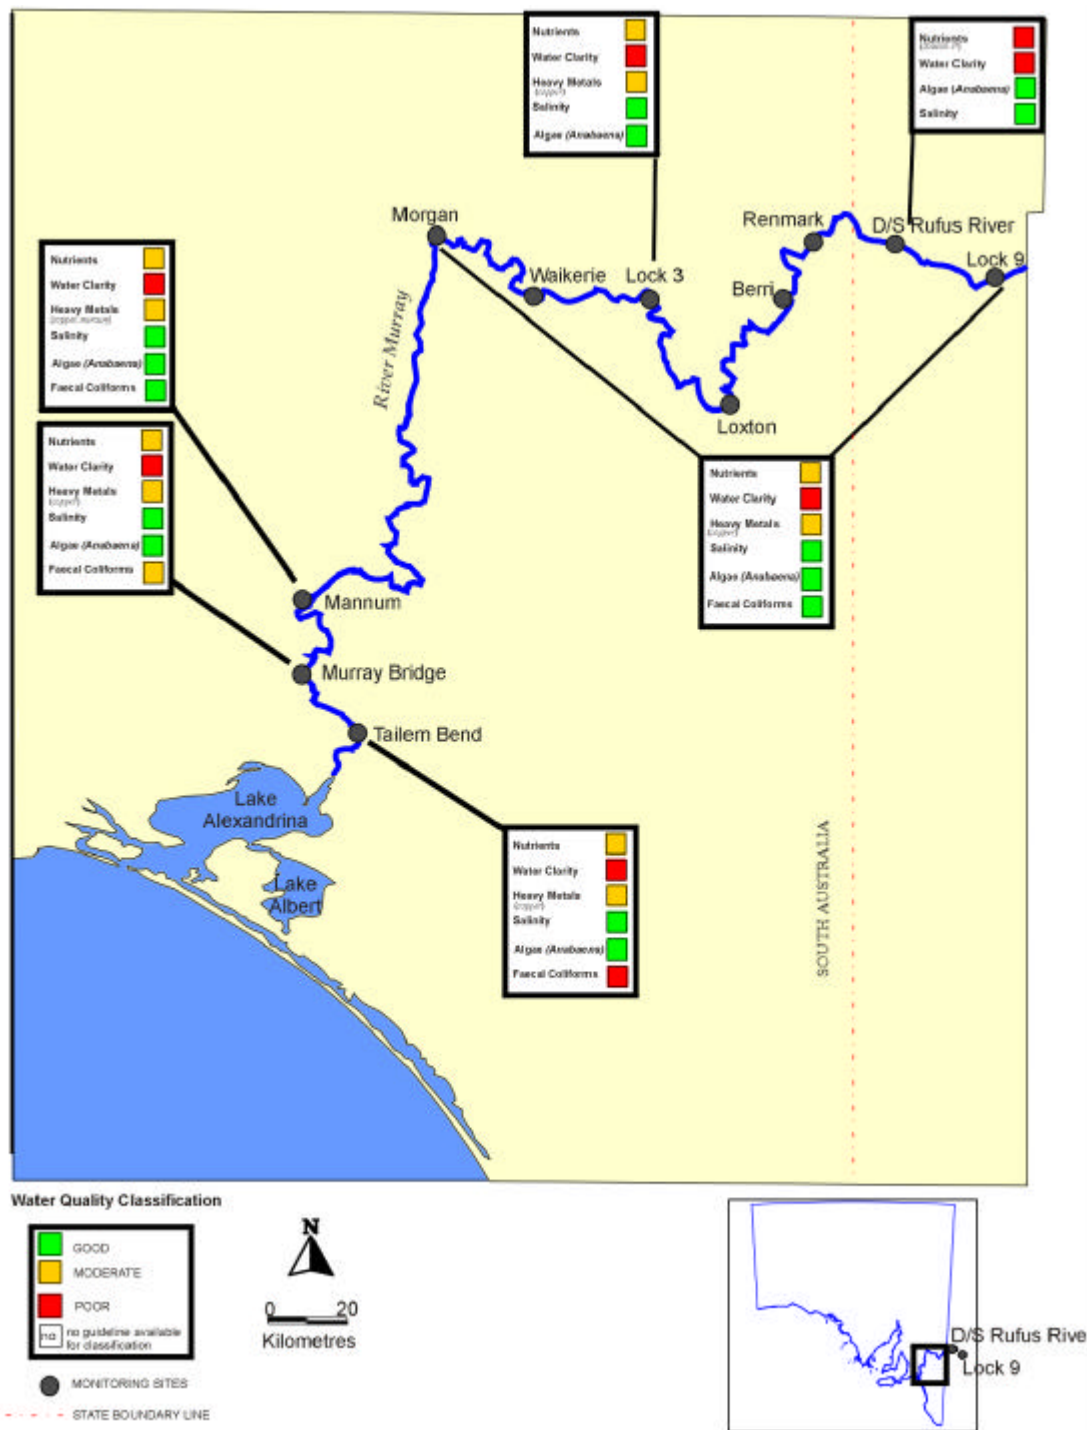 Nutrients
Water Clarity
Heavy Metals
(copper)
Salinity
Algae (Anabaena)
Nutrients
Water Clarity
Algae (Anabaena)
Salinity
Morgan
Waikerie
Lock 3
Renmark
D/S Rufus River
Lock 9
Berri
Loxton
River Murray
Nutrients
Water Clarity
Heavy Metals
Salinity
Algae (Anabaena)
Faecal Coliforms
Nutrients
Water Clarity
Heavy Metals
(copper)
Salinity
Algae (Anabaena)
Faecal Coliforms
Nutrients
Water Clarity
Heavy Metals
(copper)
Salinity
Algae (Anabaena)
Faecal Coliforms
Mannum
Murray Bridge
Tailem Bend
Lake
Alexandrina
Lake
Albert
Nutrients
Water Clarity
Heavy Metals
(copper)
Salinity
Algae (Anabaena)
Faecal Coliforms
SOUTH AUSTRALIA
Water Quality Classification
GOOD
MODERATE
POOR
na no guideline available
for classification
MONITORING SITES
STATE BOUNDARY LINE
N
0 20
Kilometres
D/S Rufus Rive
Lock 9